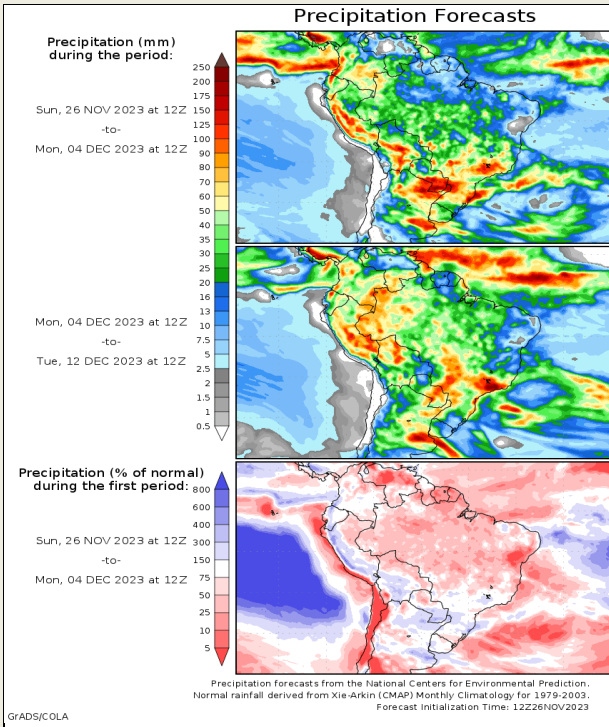 Precipitation Forecasts
Precipitation (mm)
during the period:
Sun, 26 NOV 2023 at 12Z
-to-
Mon, 04 DEC 2023 at 12Z
250
200
175
150
125
100
90
80
70
60
50
40
35
30
25
20
16
13
10
7.5
5
2.5
2
1.5
1
0.5
Mon, 04 DEC 2023 at 12Z
-to-
Tue, 12 DEC 2023 at 12Z
Precipitation (% of normal)
during the first period:
Sun, 26 NOV 2023 at 12Z
-to-
Mon, 04 DEC 2023 at 12Z
800
600
400
300
150
75
50
25
10
5
Precipitation forecasts from the National Centers for Environmental Prediction.
Normal rainfall derived from Xie-Arkin (CMAP) Monthly Climatology for 1979-2003.
Forecast Initialization Time: 12Z26NOV2023
GrADS/COLA